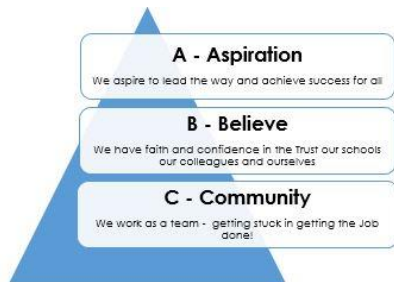 A - Aspiration
We aspire to lead the way and achieve success for all
B - Believe
We have faith and confidence in the Trust our schools
our colleagues and ourselves
C - Community
We work as a team - getting stuck in getting the Job
done!